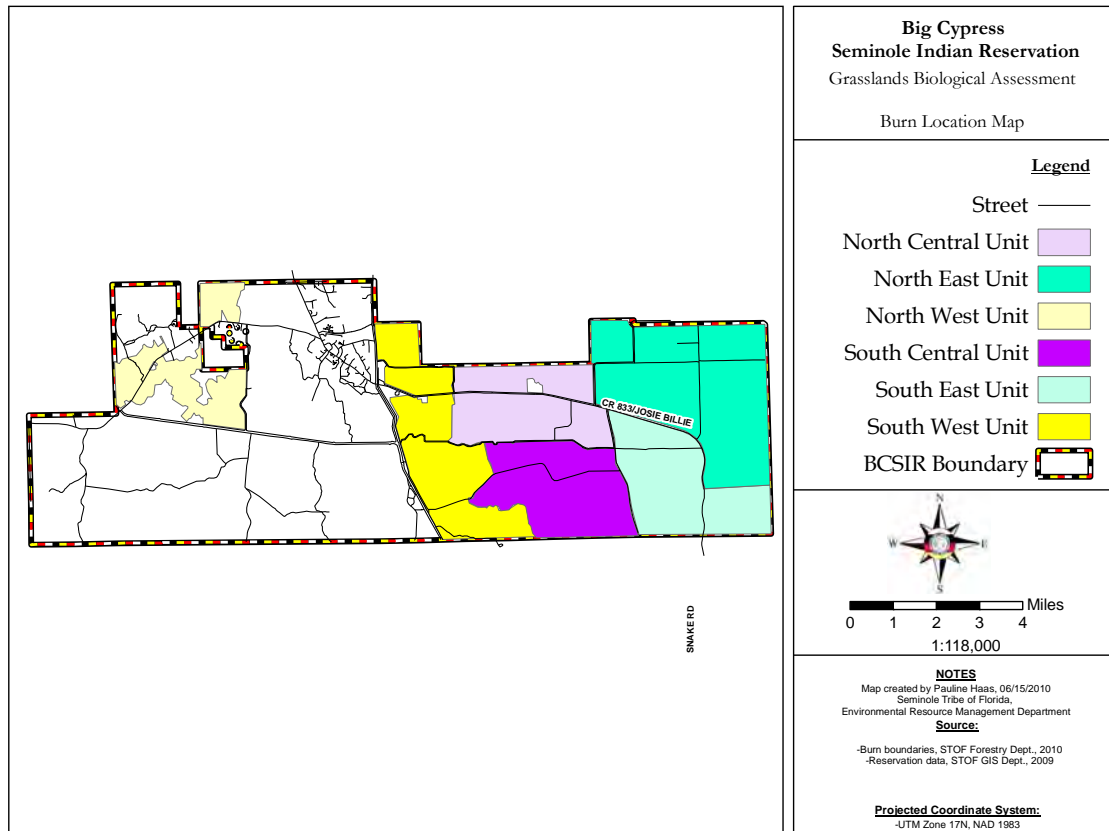 Big Cypress
Seminole Indian Reservation
Grasslands Biological Assessment
Burn Location Map
Legend
Street
North Central Unit
North East Unit
North West Unit
South Central Unit
South East Unit
South West Unit
BCSIR Boundary
CR 833/JOSIE BILLIE
SNAKE RD
N
W E
S
Miles
0 1 2 3 4
1:118,000
NOTES
Map created by Pauline Haas, 06/15/2010
Seminole Tribe of Florida,
Environmental Resource Management Department
Source:
-Burn boundaries, STOF Forestry Dept., 2010
-Reservation data, STOF GIS Dept., 2009
Projected Coordinate System:
-UTM Zone 17N, NAD 1983